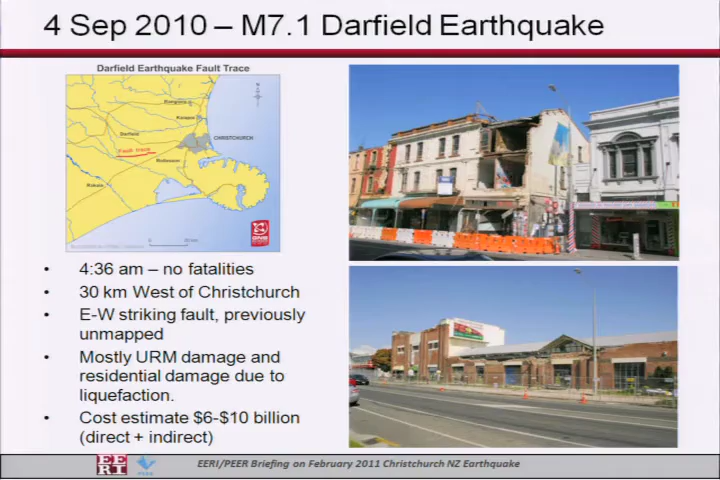 4 Sep 2010 – M7.1 Darfield Earthquake
Darfield Earthquake Fault Trace
Rangiora
Kaiapoi
Darfield
CHRISTCHURCH
Fault trace
Rolleston
Rakaia
GNS
• 4:36 am – no fatalities
• 30 km West of Christchurch
• E-W striking fault, previously
unmapped
• Mostly URM damage and
residential damage due to
liquefaction.
• Cost estimate $6-$10 billion
(direct + indirect)
EERI
PEER
EERI/PEER Briefing on February 2011 Christchurch NZ Earthquake